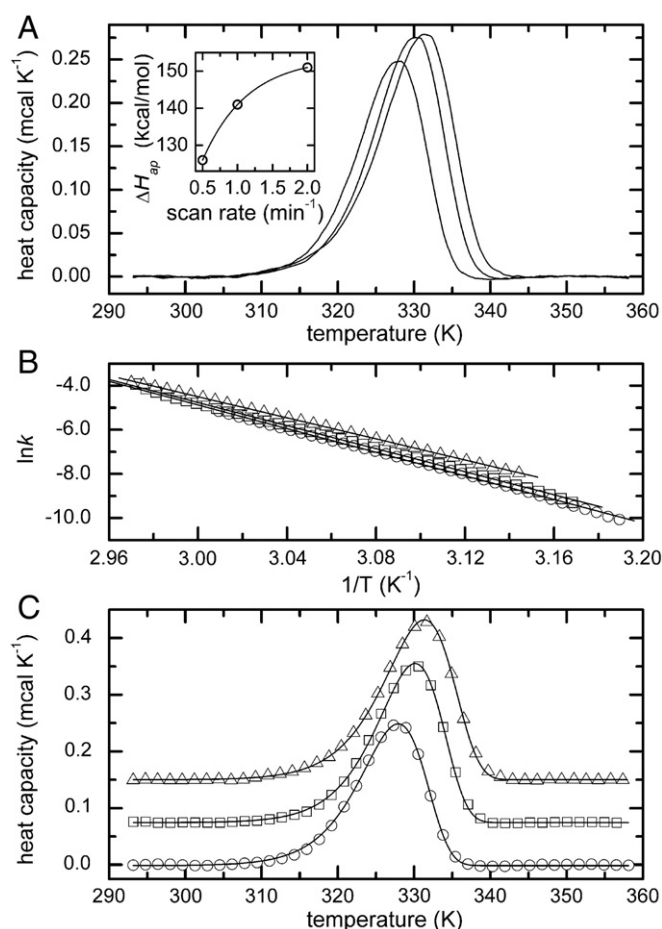 A
heat capacity (mcal K⁻¹)
0.25
0.20
0.15
0.10
0.05
0.00
ΔH_ap (kcal/mol)
150
140
130
0.5 1.0 1.5 2.0
scan rate (min⁻¹)
290 300 310 320 330 340 350 360
temperature (K)
B
lnk
-4.0
-6.0
-8.0
-10.0
2.96 3.00 3.04 3.08 3.12 3.16 3.20
1/T (K⁻¹)
C
heat capacity (mcal K⁻¹)
0.4
0.3
0.2
0.1
0.0
290 300 310 320 330 340 350 360
temperature (K)